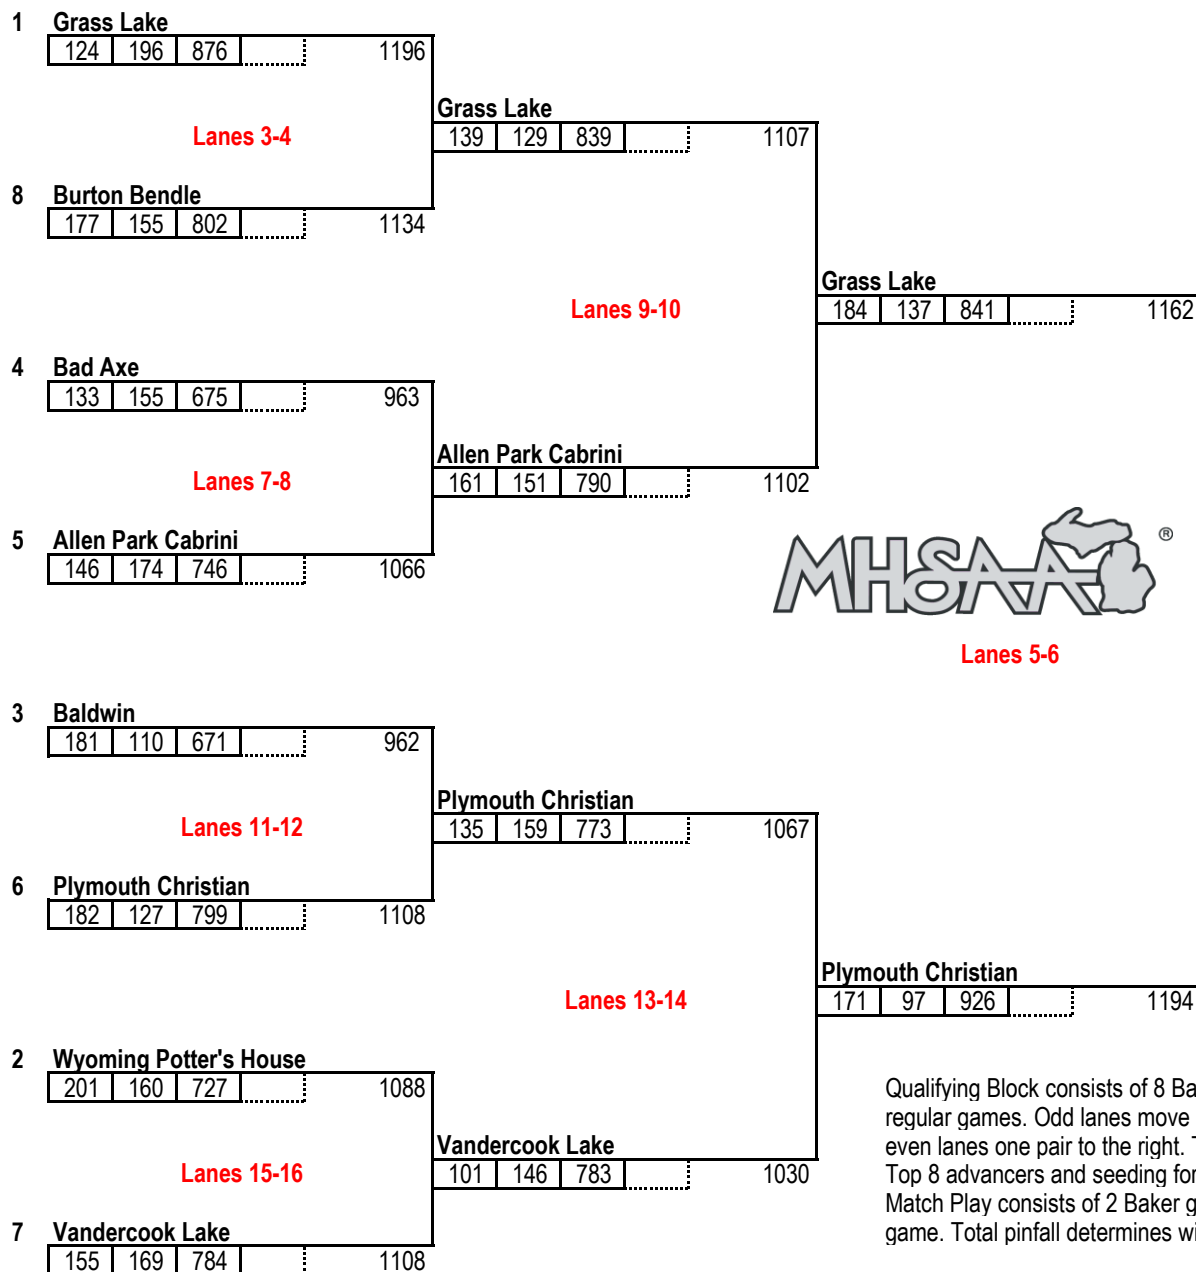 1 Grass Lake
124 196 876 1196
Grass Lake
Lanes 3-4
139 129 839 1107
8 Burton Bendle
177 155 802 1134
Grass Lake
Lanes 9-10
184 137 841 1162
4 Bad Axe
133 155 675 963
Allen Park Cabrini
Lanes 7-8
161 151 790 1102
5 Allen Park Cabrini
146 174 746 1066
MHSAA ®
Lanes 5-6
3 Baldwin
181 110 671 962
Plymouth Christian
Lanes 11-12
135 159 773 1067
6 Plymouth Christian
182 127 799 1108
Plymouth Christian
Lanes 13-14
171 97 926 1194
2 Wyoming Potter's House
201 160 727 1088
Qualifying Block consists of 8 Ba
regular games. Odd lanes move
even lanes one pair to the right. T
Top 8 advancers and seeding for
Match Play consists of 2 Baker g
game. Total pinfall determines wi
Vandercook Lake
Lanes 15-16
101 146 783 1030
7 Vandercook Lake
155 169 784 1108